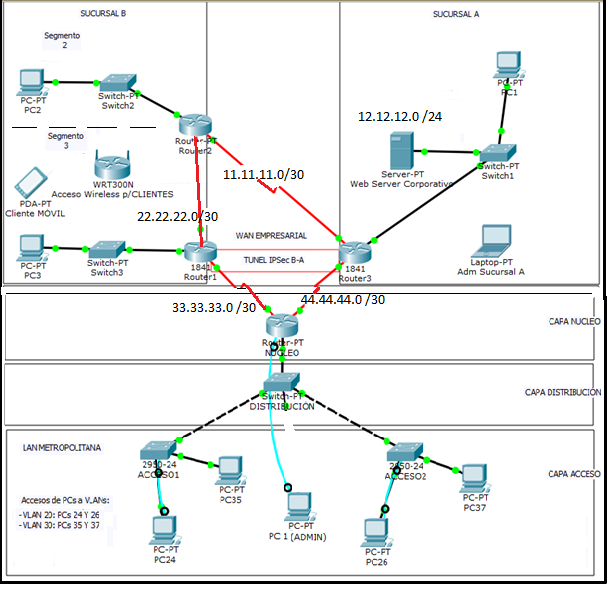 SUCURSAL B
SUCURSAL A
Segmento
2
PC-PT
PC2
Switch-PT
Switch2
PC-PT
PC1
12.12.12.0 /24
Segmento
3
Router-PT
Router2
Server-PT
Web Server Corporativo
Switch-PT
Switch1
11.11.11.0/30
WRT300N
Acceso Wireless p/CLIENTES
PDA-PT
Cliente MOVIL
22.22.22.0/30
WAN EMPRESARIAL
TUNEL IPSec B-A
PC-PT
PC3
Switch-PT
Switch3
1841
Router1
1841
Router3
Laptop-PT
Adm Sucursal A
33.33.33.0 /30
44.44.44.0 /30
Router-PT
NUCLEO
CAPA NUCLEO
Switch-PT
DISTRIBUCION
CAPA DISTRIBUCION
LAN METROPOLITANA
2950-24
ACCESO1
2950-24
ACCESO2
CAPA ACCESO
PC-PT
PC35
PC-PT
PC37
Accesos de PCs a VLANs:
-VLAN 20: PCs 24 Y 26
-VLAN 30: PCs 35 Y 37
PC-PT
PC24
PC-PT
PC 1 (ADMIN)
PC-PT
PC26